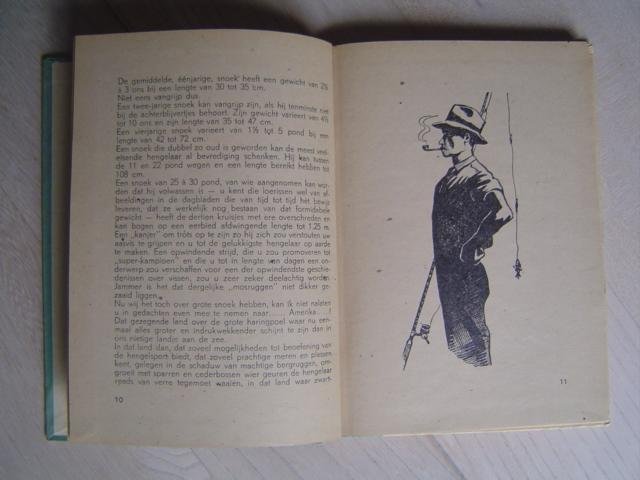 De gemiddelde, éénjarige, snoek heeft een gewicht van 2½
à 3 ons bij een lengte van 30 tot 35 cm.
Niet eens vangrijp dus.
Een twee-jarige snoek kan vangrijp zijn, als hij tenminste niet
bij de achterblijvertjes behoort. Zijn gewicht varieert van 4½
tot 10 ons en zijn lengte van 35 tot 47 cm.
Een vierjarige snoek varieert van 1½ tot 5 pond bij een
lengte van 42 tot 72 cm.
Een snoek die dubbel zo oud is geworden kan de meest veel-
eisende hengelaar al bevrediging schenken. Hij kan tussen
de 11 en 22 pond wegen en een lengte bereikt hebben tot
108 cm.
Een snoek van 25 à 30 pond, van wie aangenomen kan wor-
den dat hij volwassen is — u kent die loerissen wel van af-
beeldingen in de dagbladen die van tijd tot tijd het bewijs
leveren, dat ze werkelijk nog bestaan van dat formidabele
gewicht — heeft de dertien kruisjes met ere overschreden en
kan bogen op een eerbied afdwingende lengte tot 1.25 m.
Een „kanjer” om tróts op te zijn zo hij zich zou verstouten uw
aasvis te grijpen en u tot de gelukkigste hengelaar op aarde
te maken. Een opwindende strijd, die u zou promoveren tot
„super-kampioen” en die u tot in lengte van dagen een on-
derwerp zou verschaffen voor een der opwindendste geschie-
denissen over vissen, zou u zeer zeker deelachtig worden.
Jammer is het dat dergelijke „mosruggen” niet dikker ge-
zaaid liggen.
Nu wij het toch over grote snoek hebben, kan ik niet nalaten
u in gedachten even mee te nemen naar...... Amerika....!
Dat gezegende land over de grote haringpoel waar nu een-
maal alles groter en indrukwekkender schijnt te zijn dan in
ons nietige landje aan de zee.
In dat land dan, dat zoveel mogelijkheden tot beoefening van
de hengelsport biedt, dat zoveel prachtige meren en plassen
kent, gelegen in de schaduw van machtige bergruggen, om-
groeit met sparren en cederbossen wier geuren de hengelaar
reeds van verre tegemoet waaien, in dat land waar zwart-
10
11